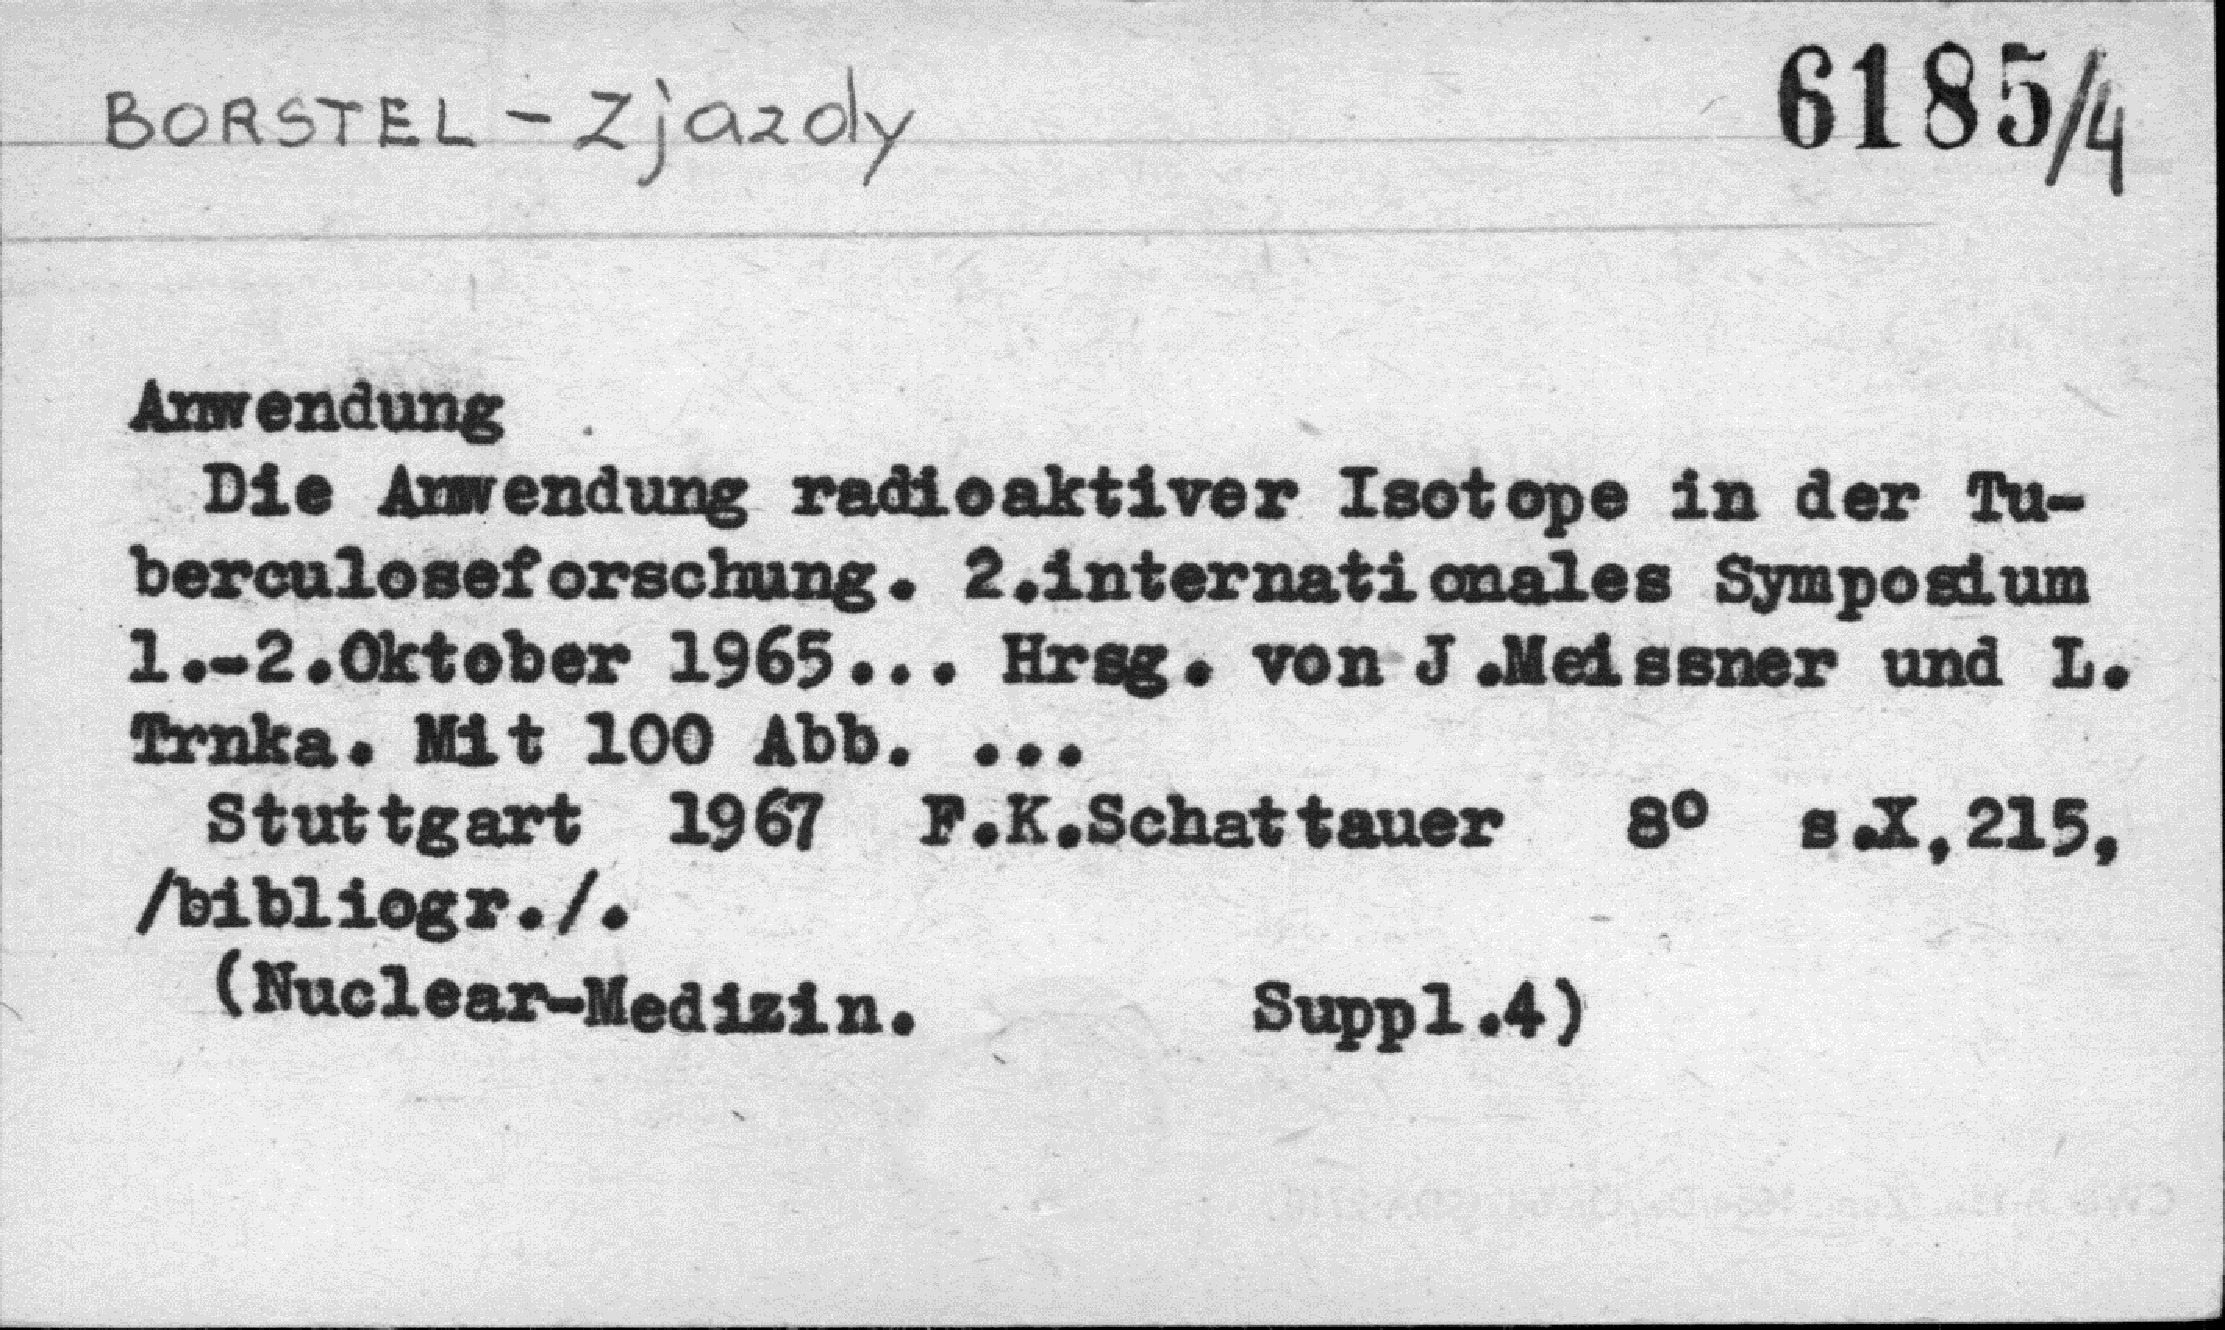 BORSTEL - Zjazdy
6185/4
Anwendung
Die Anwendung radioaktiver Isotope in der Tu-
berculoseforschung. 2.internationales Symposium
1.-2.Oktober 1965... Hrsg. von J.Meissner und L.
Trnka. Mit 100 Abb. ...
Stuttgart 1967 F.K.Schattauer 8° s.X,215,
/bibliogr./.
(Nuclear-Medizin. Suppl.4)